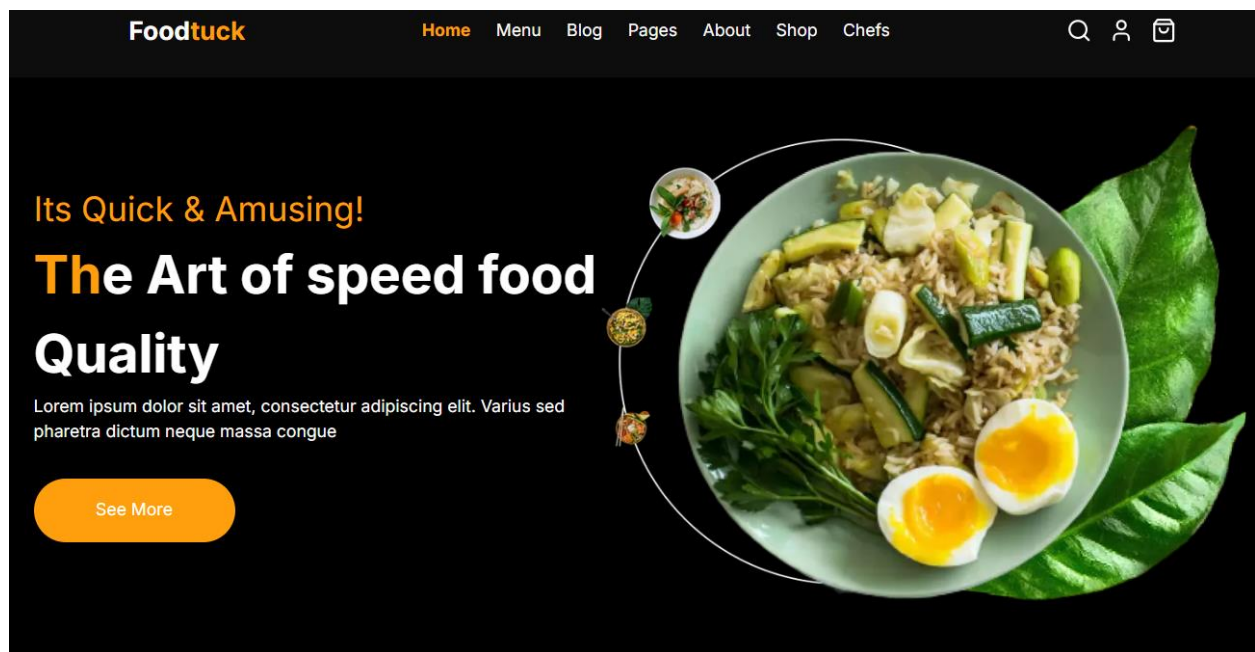 Foodtuck
Home Menu Blog Pages About Shop Chefs
Its Quick & Amusing!
The Art of speed food
Quality
Lorem ipsum dolor sit amet, consectetur adipiscing elit. Varius sed
pharetra dictum neque massa congue
See More